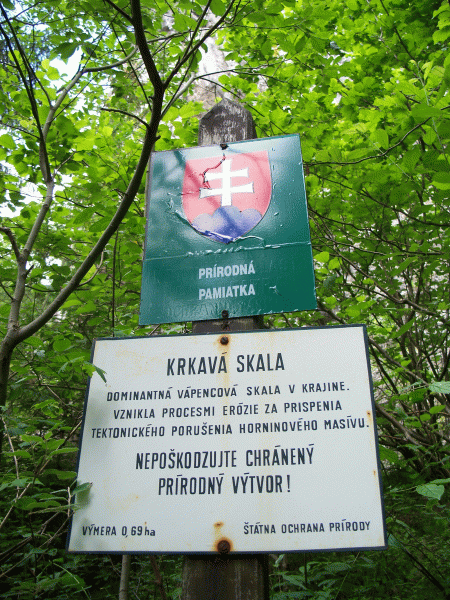 PRÍRODNÁ
PAMIATKA
KRKAVÁ SKALA
DOMINANTNÁ VÁPENCOVÁ SKALA V KRAJINE.
VZNIKLA PROCESMI ERÓZIE ZA PRISPENIA
TEKTONICKÉHO PORUŠENIA HORNINOVÉHO MASÍVU.
NEPOŠKODZUJTE CHRÁNENÝ
PRÍRODNÝ VÝTVOR!
VÝMERA 0,69 ha ŠTÁTNA OCHRANA PRÍRODY